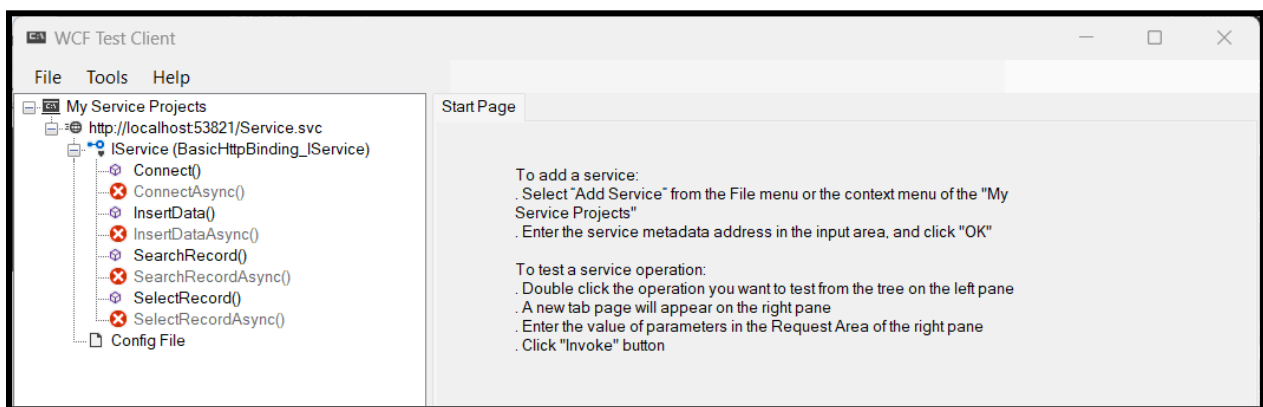 WCF Test Client
File Tools Help
My Service Projects
http://localhost:53821/Service.svc
IService (BasicHttpBinding_IService)
Connect()
ConnectAsync()
InsertData()
InsertDataAsync()
SearchRecord()
SearchRecordAsync()
SelectRecord()
SelectRecordAsync()
Config File
Start Page
To add a service:
. Select "Add Service" from the File menu or the context menu of the "My
Service Projects"
. Enter the service metadata address in the input area, and click "OK"
To test a service operation:
. Double click the operation you want to test from the tree on the left pane
. A new tab page will appear on the right pane
. Enter the value of parameters in the Request Area of the right pane
. Click "Invoke" button